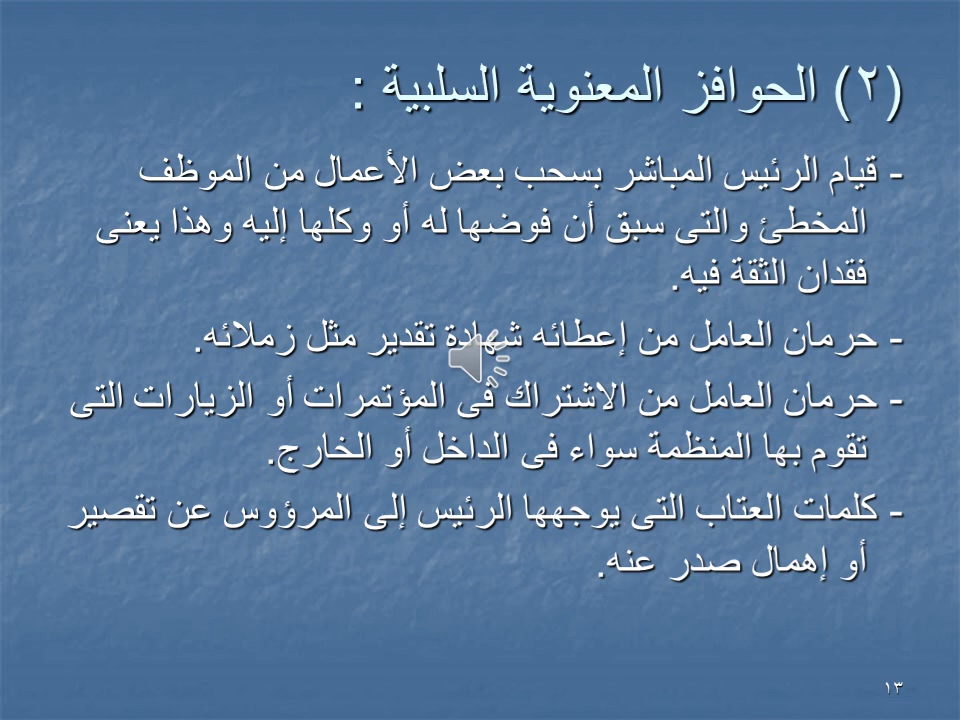 (٢) الحوافز المعنوية السلبية :
- قيام الرئيس المباشر بسحب بعض الأعمال من الموظف
المخطئ والتى سبق أن فوضها له أو وكلها إليه وهذا يعنى
فقدان الثقة فيه.
- حرمان العامل من إعطائه شهادة تقدير مثل زملائه.
- حرمان العامل من الاشتراك فى المؤتمرات أو الزيارات التى
تقوم بها المنظمة سواء فى الداخل أو الخارج.
- كلمات العتاب التى يوجهها الرئيس إلى المرؤوس عن تقصير
أو إهمال صدر عنه.
١٣